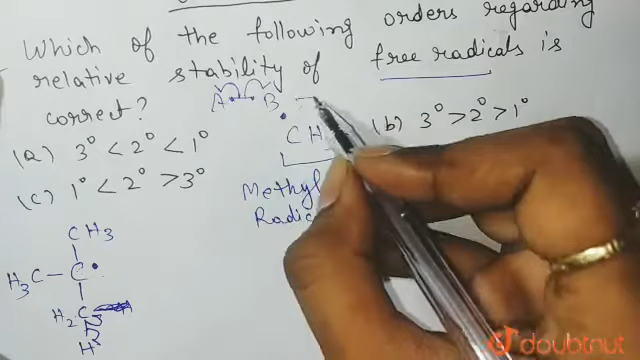 Which of the following orders regarding
relative stability of free radicals is
correct?
A B
(a) 3° < 2° < 1°
(b) 3° > 2° > 1°
(c) 1° < 2° > 3°
CH
Methyl
Radic
CH3
H3C — C •
H2C
H
doubtnut